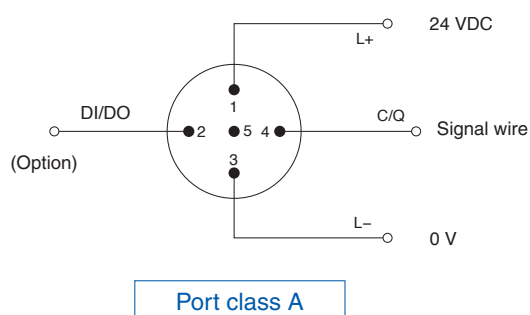 24 VDC
L+
1
DI/DO
2
5
4
C/Q
Signal wire
(Option)
3
L–
0 V
Port class A